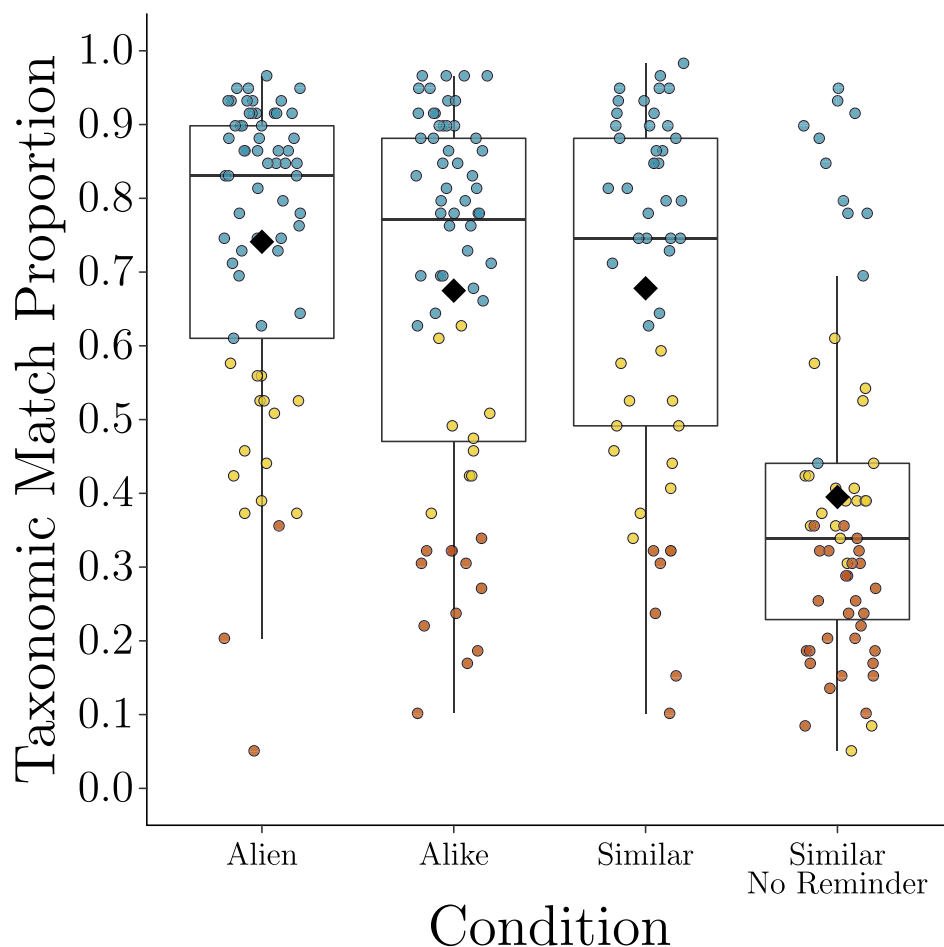 Taxonomic Match Proportion
1.0
0.9
0.8
0.7
0.6
0.5
0.4
0.3
0.2
0.1
0.0
Alien
Alike
Similar
Similar
No Reminder
Condition